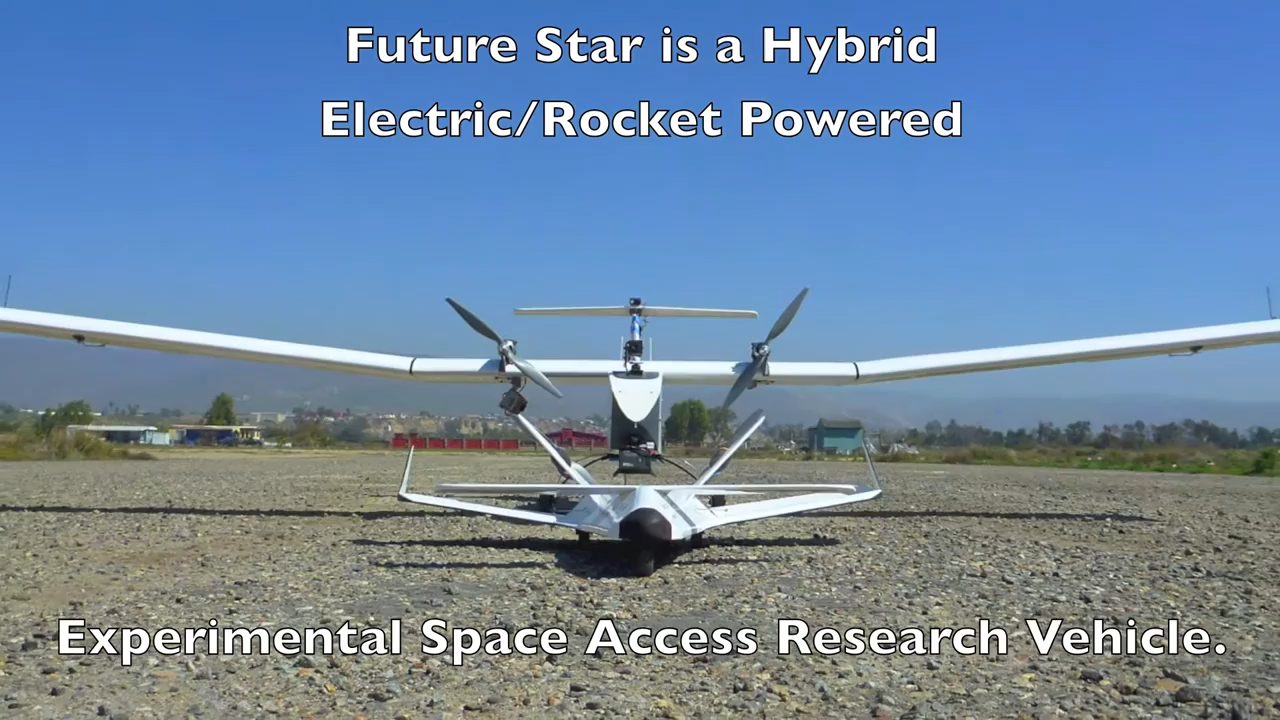 Future Star is a Hybrid
Electric/Rocket Powered
Experimental Space Access Research Vehicle.